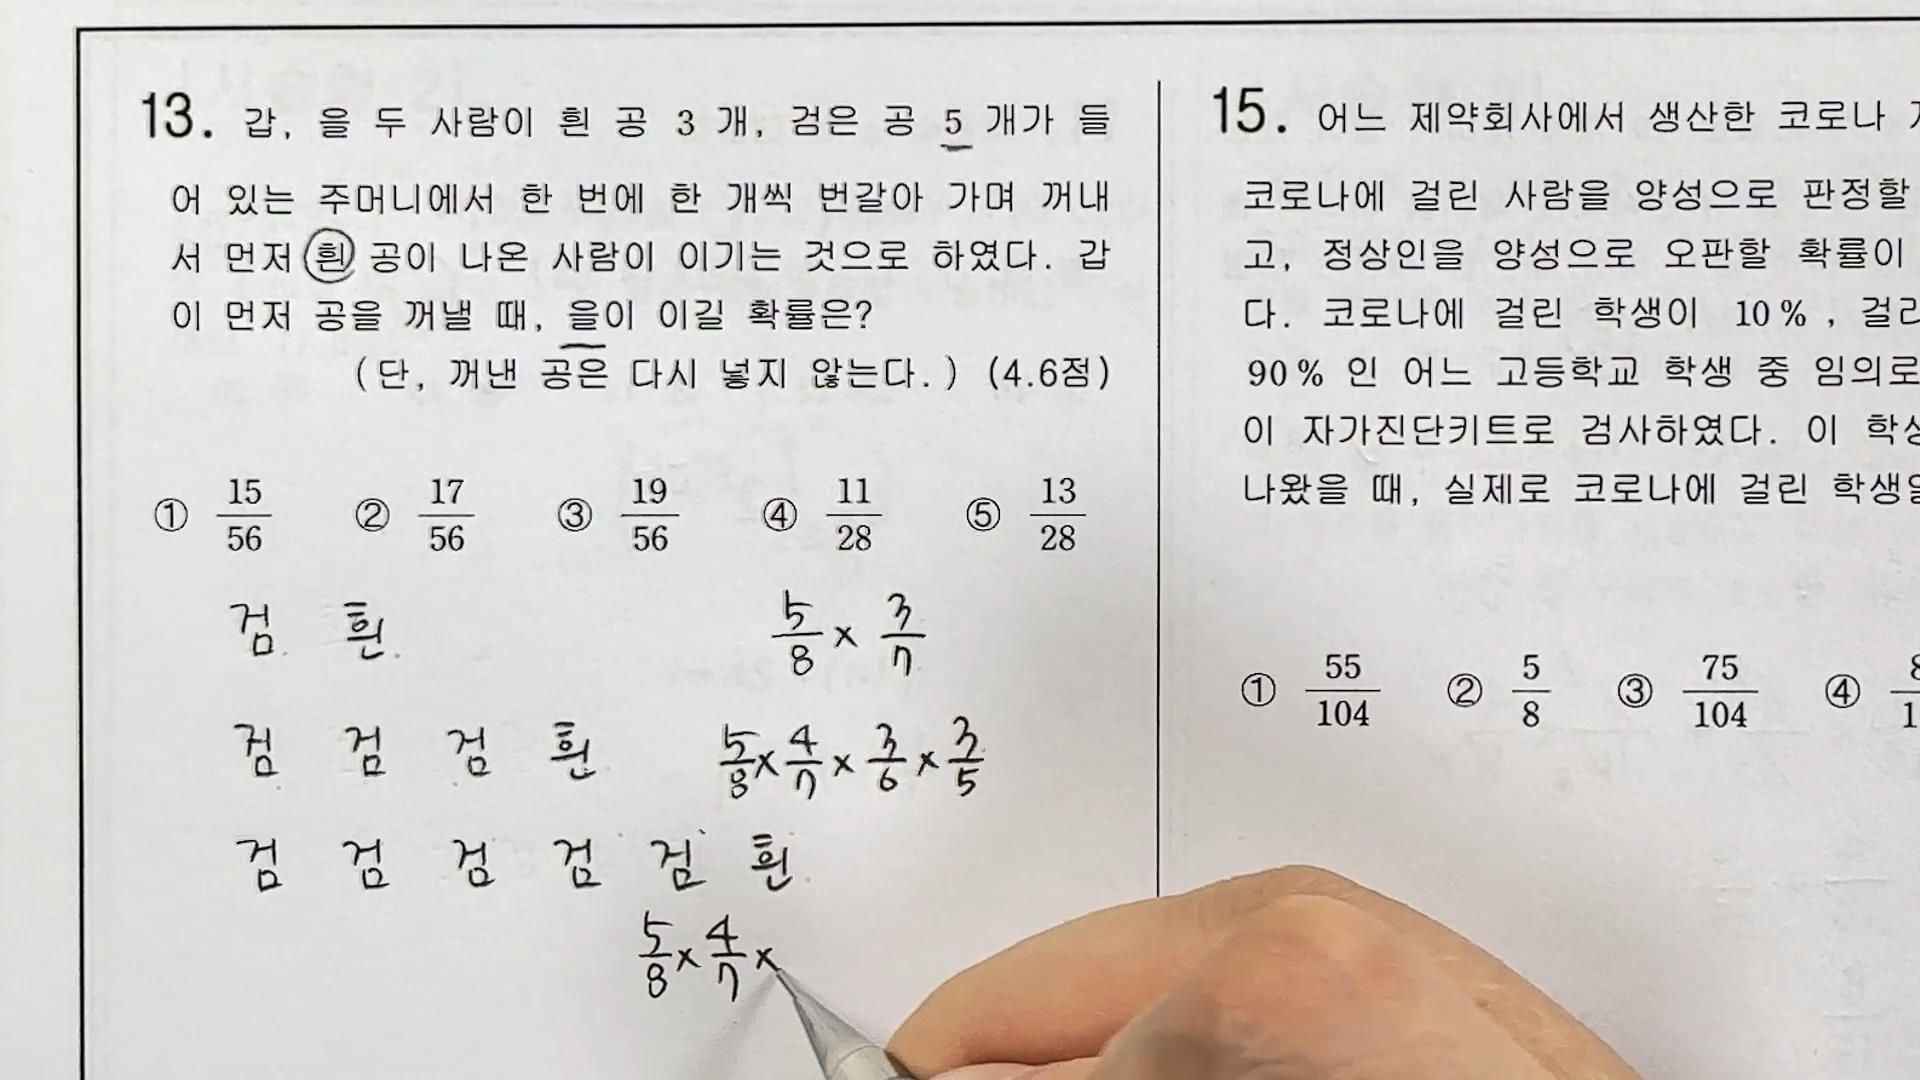 13. 갑, 을 두 사람이 흰 공 3 개, 검은 공 5 개가 들
어 있는 주머니에서 한 번에 한 개씩 번갈아 가며 꺼내
서 먼저 흰 공이 나온 사람이 이기는 것으로 하였다. 갑
이 먼저 공을 꺼낼 때, 을이 이길 확률은?
(단, 꺼낸 공은 다시 넣지 않는다.) (4.6점)
① 15/56 ② 17/56 ③ 19/56 ④ 11/28 ⑤ 13/28
검 흰 5/8 × 3/7
검 검 검 흰 5/8 × 4/7 × 3/6 × 3/5
검 검 검 검 검 흰
5/8 × 4/7 ×
15. 어느 제약회사에서 생산한 코로나
코로나에 걸린 사람을 양성으로 판정할
고, 정상인을 양성으로 오판할 확률이
다. 코로나에 걸린 학생이 10%,
90% 인 어느 고등학교 학생 중 임의로
이 자가진단키트로 검사하였다. 이
나왔을 때, 실제로 코로나에 걸린
① 55/104 ② 5/8 ③ 75/104 ④